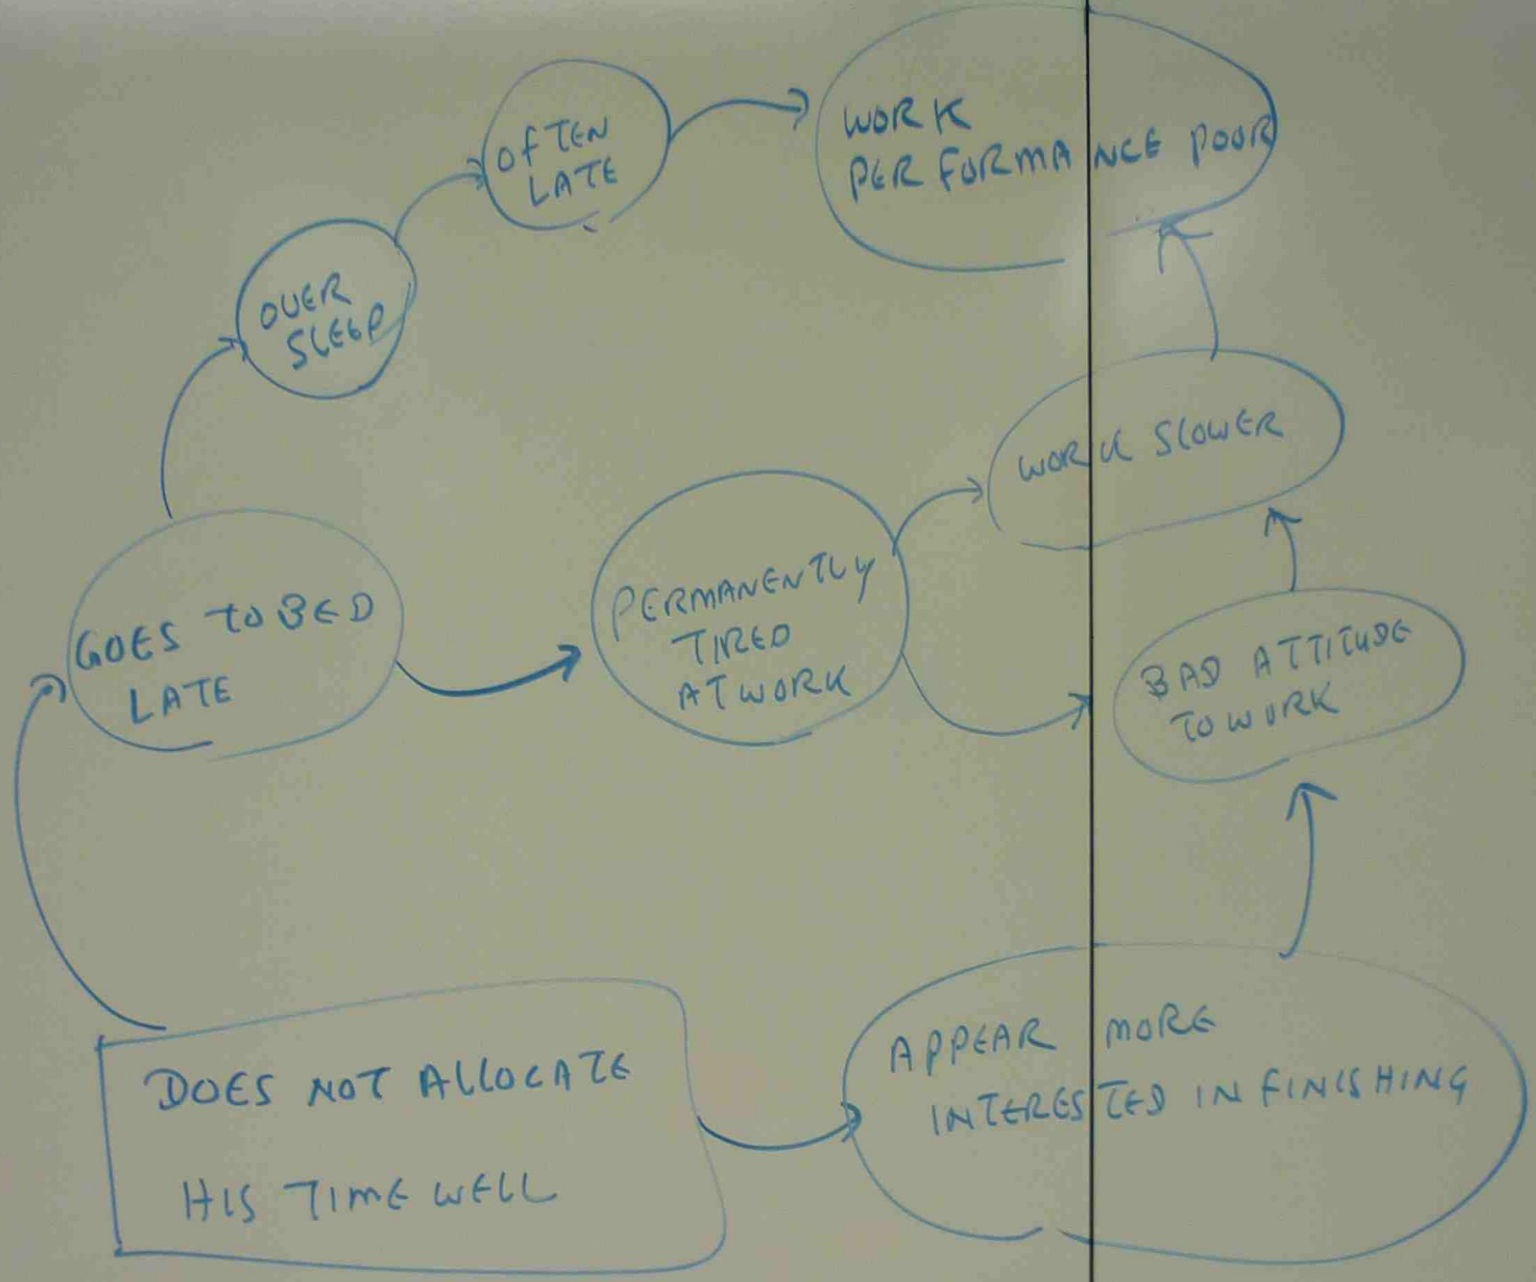 OFTEN
LATE
WORK
PERFORMANCE POOR
OVER
SLEEP
WORK SLOWER
GOES TO BED
LATE
PERMANENTLY
TIRED
AT WORK
BAD ATTITUDE
TO WORK
DOES NOT ALLOCATE
HIS TIME WELL
APPEAR MORE
INTERESTED IN FINISHING